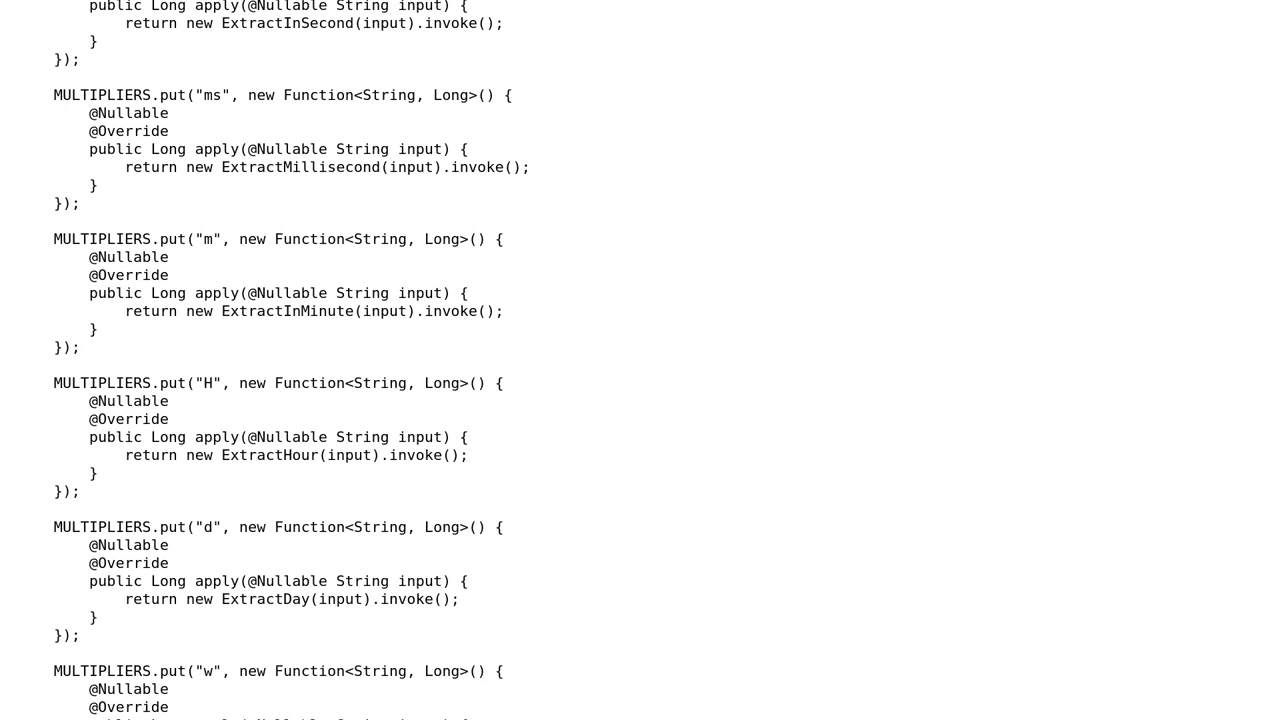 public Long apply(@Nullable String input) {
            return new ExtractInSecond(input).invoke();
        }
    });

    MULTIPLIERS.put("ms", new Function<String, Long>() {
        @Nullable
        @Override
        public Long apply(@Nullable String input) {
            return new ExtractMillisecond(input).invoke();
        }
    });

    MULTIPLIERS.put("m", new Function<String, Long>() {
        @Nullable
        @Override
        public Long apply(@Nullable String input) {
            return new ExtractInMinute(input).invoke();
        }
    });

    MULTIPLIERS.put("H", new Function<String, Long>() {
        @Nullable
        @Override
        public Long apply(@Nullable String input) {
            return new ExtractHour(input).invoke();
        }
    });

    MULTIPLIERS.put("d", new Function<String, Long>() {
        @Nullable
        @Override
        public Long apply(@Nullable String input) {
            return new ExtractDay(input).invoke();
        }
    });

    MULTIPLIERS.put("w", new Function<String, Long>() {
        @Nullable
        @Override